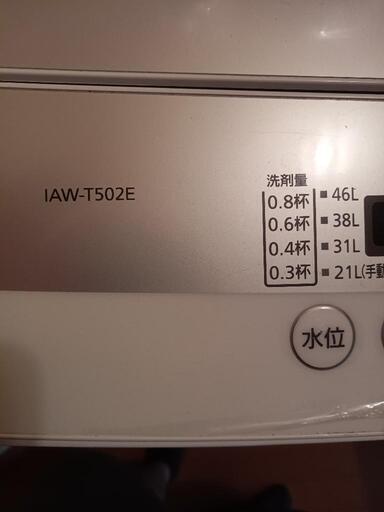 IAW-T502E
洗剤量
0.8杯 ■ 46L
0.6杯 ■ 38L
0.4杯 ■ 31L
0.3杯 ■ 21L(手動
水位